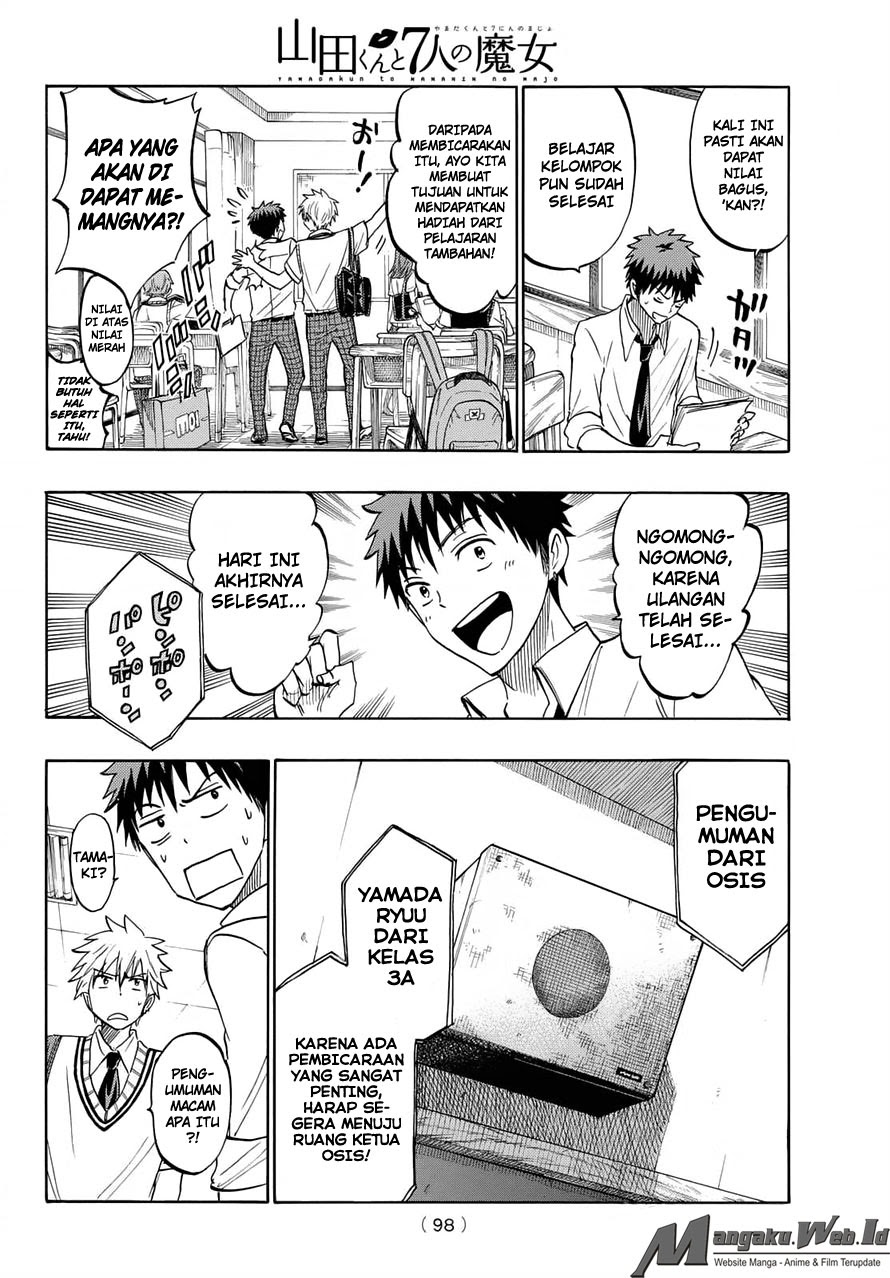 山田くんと7人の魔女
やまだくんと7にんのまじょ
YAMADAKUN TO NANANIN NO MAJO
KALI INI
PASTI AKAN
DAPAT
NILAI
BAGUS,
'KAN?!
BELAJAR
KELOMPOK
PUN SUDAH
SELESAI
ガタッ
DARIPADA
MEMBICARAKAN
ITU, AYO KITA
MEMBUAT
TUJUAN UNTUK
MENDAPATKAN
HADIAH DARI
PELAJARAN
TAMBAHAN!
おー!
APA YANG
AKAN DI
DAPAT ME-
MANGNYA?!
NILAI
DI ATAS
NILAI
MERAH
TIDAK
BUTUH
HAL
SEPERTI
ITU,
TAHU!
MOI
NGOMONG-
NGOMONG,
KARENA
ULANGAN
TELAH SE-
LESAI...
HARI INI
AKHIRNYA
SELESAI...
ピンポン
パンポーン
PENGU-
MUMAN
DARI
OSIS
YAMADA
RYUU
DARI
KELAS
3A
KARENA ADA
PEMBICARAAN
YANG SANGAT
PENTING,
HARAP SE-
GERA MENUJU
RUANG KETUA
OSIS!
TAMA-
KI?
PENG-
UMUMAN
MACAM
APA ITU
?!
( 98 )
Mangaku.Web.Id
Website Manga - Anime & Film Terupdate